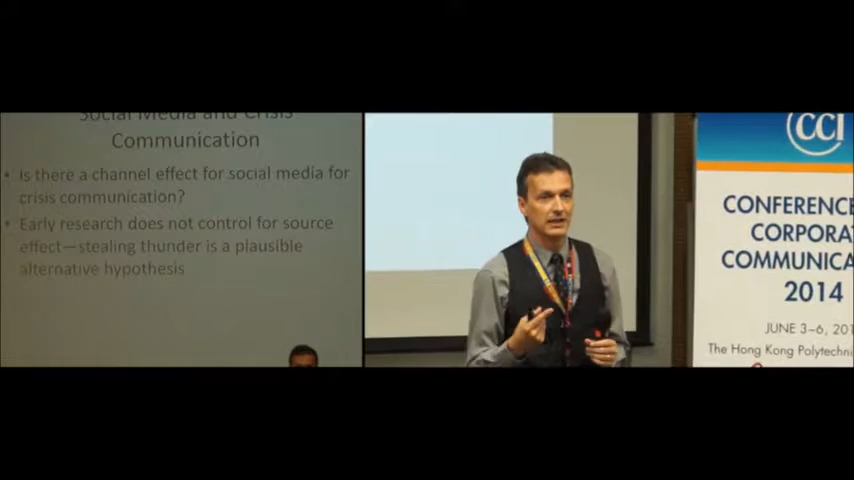 Social Media and Crisis
Communication
• Is there a channel effect for social media for
crisis communication?
• Early research does not control for source
effect—stealing thunder is a plausible
alternative hypothesis
CCI
CONFERENCE
CORPORAT
COMMUNICA
2014
JUNE 3–6, 201
The Hong Kong Polytechni